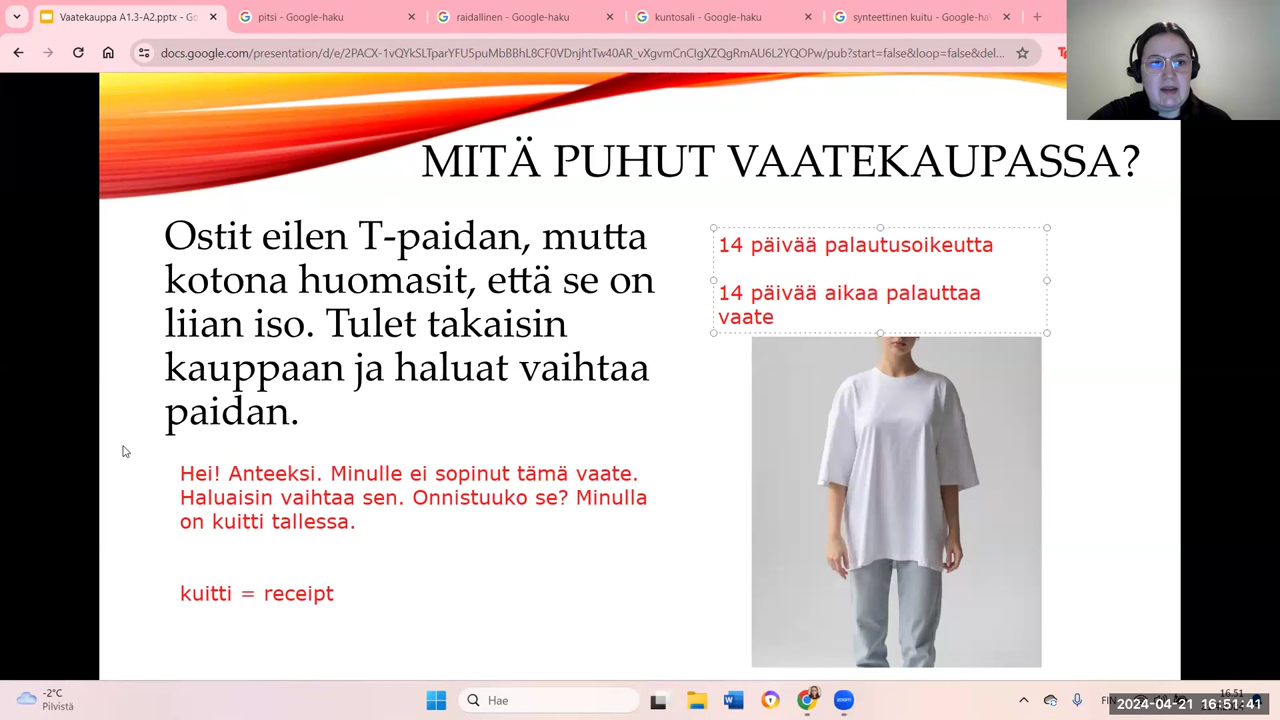 Vaatekauppa A1.3-A2.pptx - G
pitsi - Google-haku
raidallinen - Google-haku
kuntosali - Google-haku
synteettinen kuitu - Google-ha
docs.google.com/presentation/d/e/2PACX-1vQYkSLTparYFU5puMbBBhL8CF0VDnjhtTw40AR_vXgvmCnCIgXZQgRmAU6L2YQOPw/pub?start=false&loop=false&del...
MITÄ PUHUT VAATEKAUPASSA?
Ostit eilen T-paidan, mutta
kotona huomasit, että se on
liian iso. Tulet takaisin
kauppaan ja haluat vaihtaa
paidan.
14 päivää palautusoikeutta
14 päivää aikaa palauttaa
vaate
Hei! Anteeksi. Minulle ei sopinut tämä vaate.
Haluaisin vaihtaa sen. Onnistuuko se? Minulla
on kuitti tallessa.
kuitti = receipt
-2°C
Pilvistä
Hae
zoom
FIN
16.51
2024-04-21 16:51:41